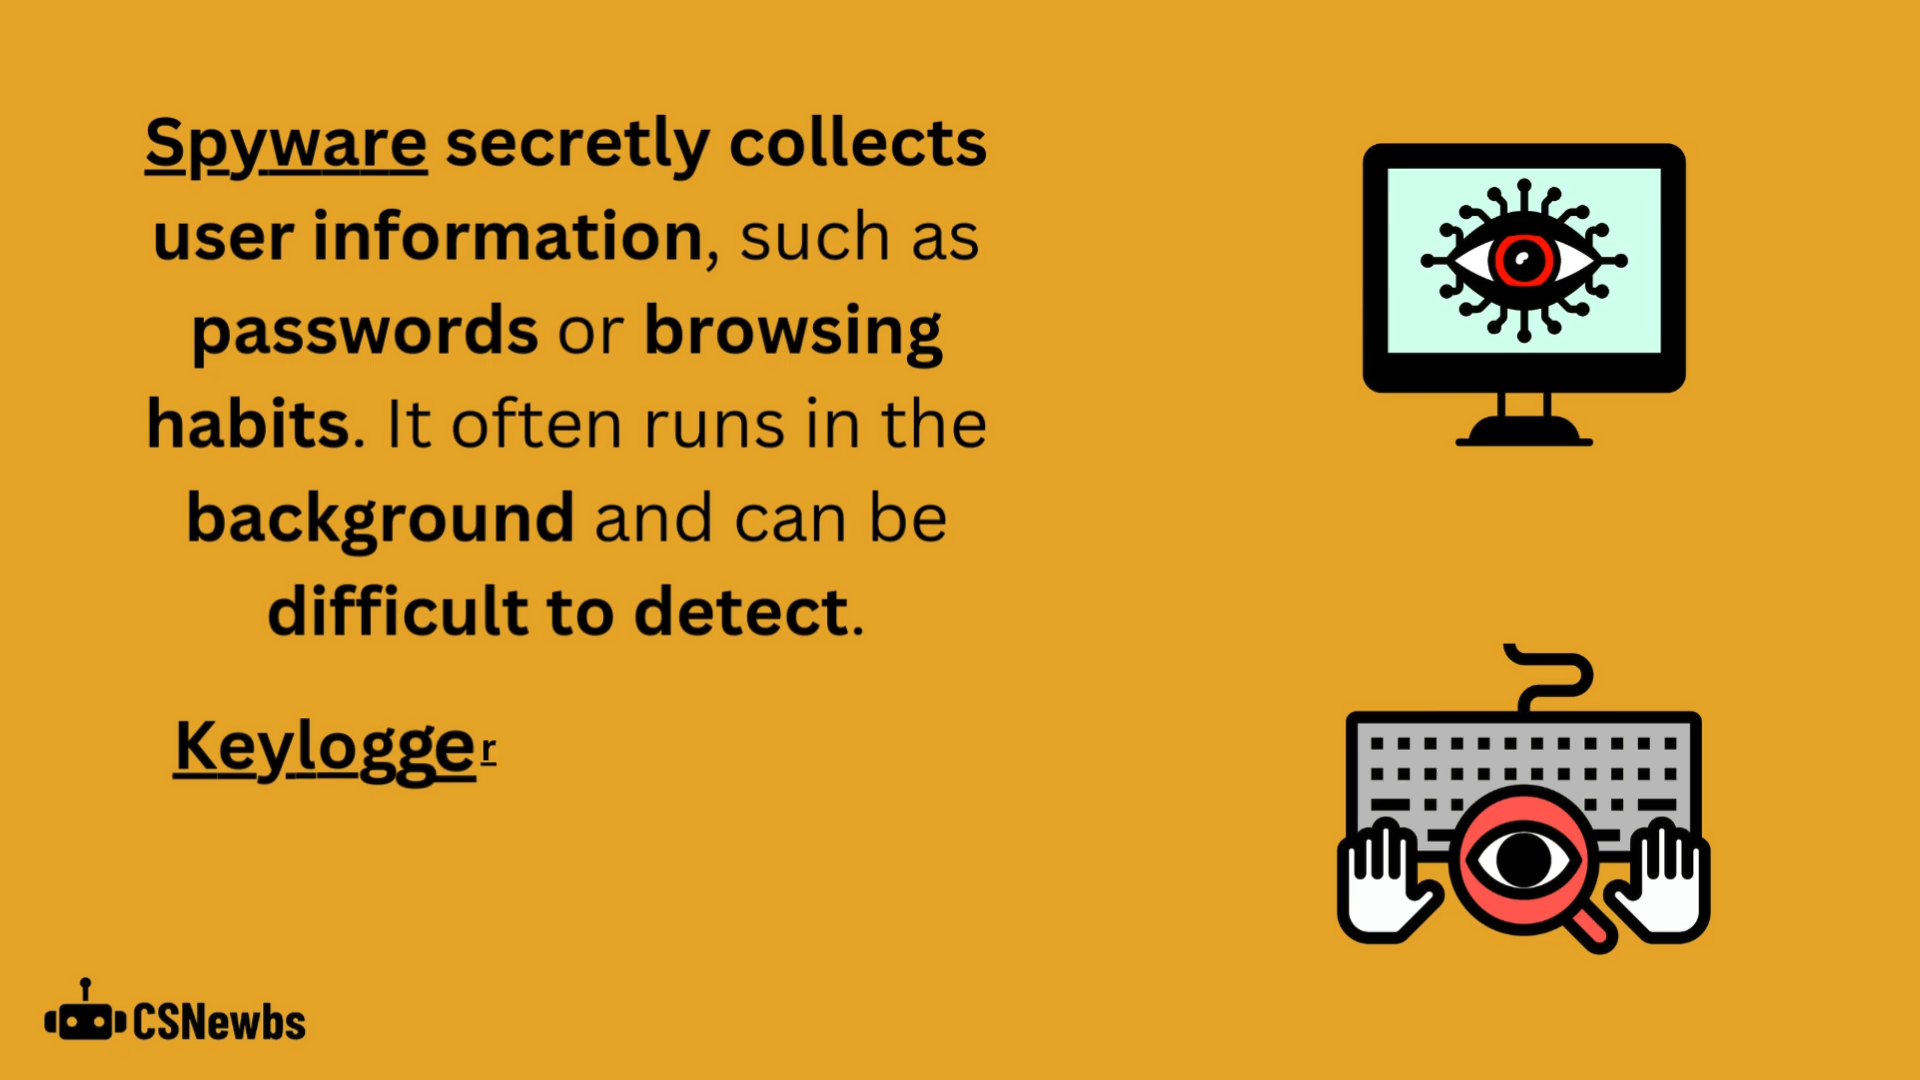 Spyware secretly collects
user information, such as
passwords or browsing
habits. It often runs in the
background and can be
difficult to detect.
Keylogger
CSNewbs